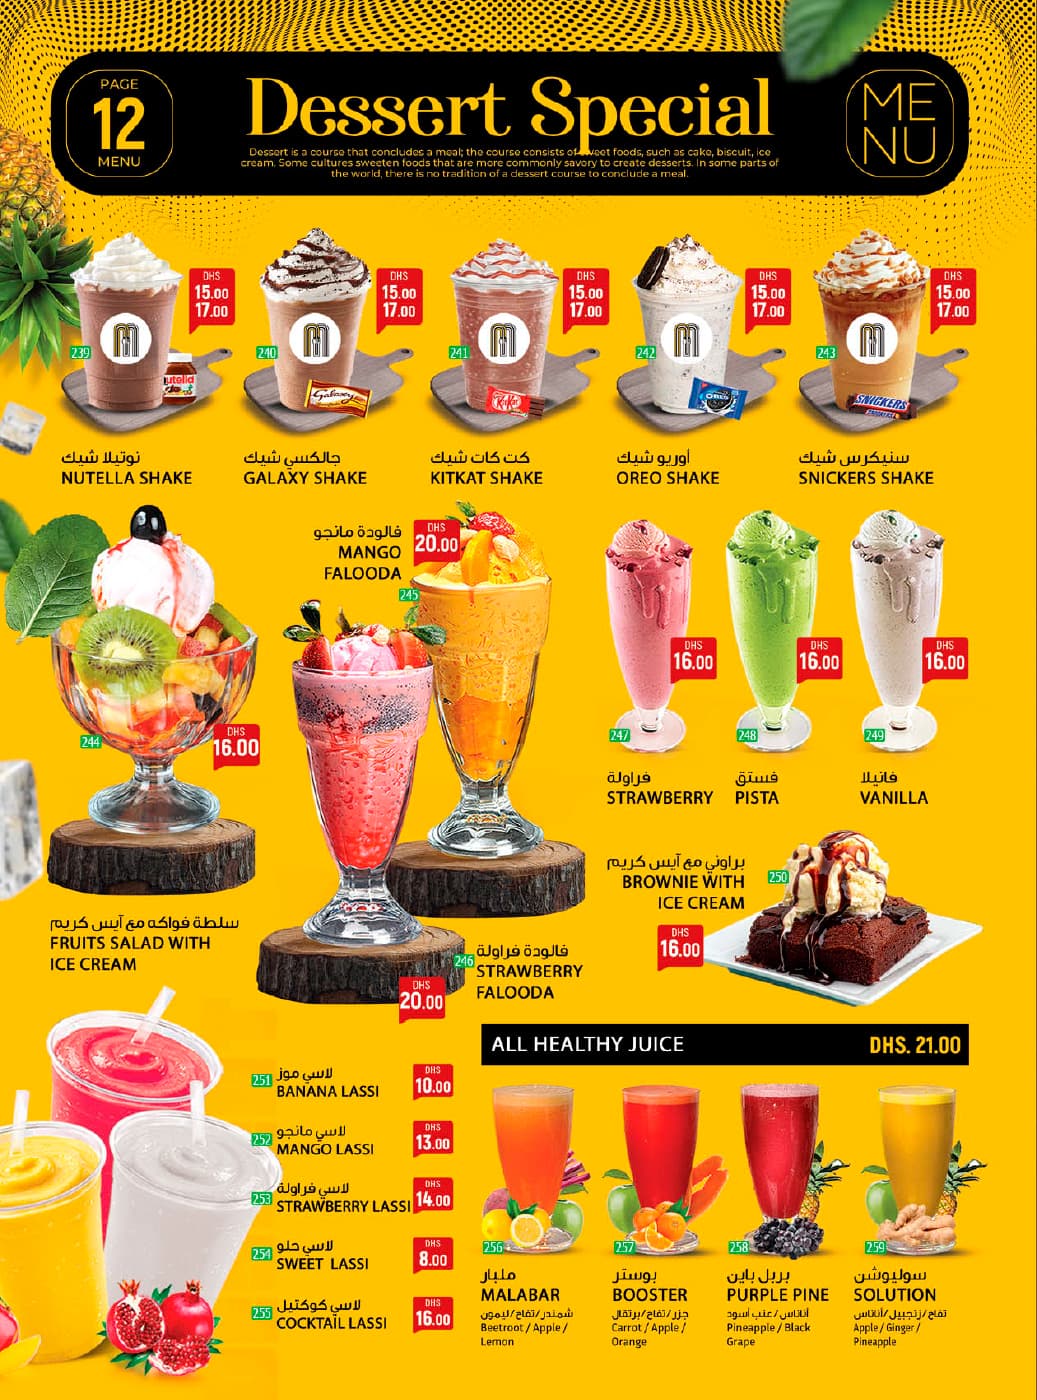 PAGE
12
MENU
Dessert Special
Dessert is a course that concludes a meal; the course consists of sweet foods, such as cake, biscuit, ice
cream. Some cultures sweeten foods that are more commonly savory to create desserts. In some parts of
the world, there is no tradition of a dessert course to conclude a meal.
ME
NU
DHS
15.00
17.00
239
nutella
نوتيلا شيك
NUTELLA SHAKE
DHS
15.00
17.00
240
Galaxy
جالكسي شيك
GALAXY SHAKE
DHS
15.00
17.00
241
KitKat
كت كات شيك
KITKAT SHAKE
DHS
15.00
17.00
242
OREO
أوريو شيك
OREO SHAKE
DHS
15.00
17.00
243
SNICKERS
سنيكرس شيك
SNICKERS SHAKE
244
DHS
16.00
سلطة فواكه مع آيس كريم
FRUITS SALAD WITH
ICE CREAM
فالودة مانجو
MANGO
FALOODA
DHS
20.00
245
246
فالودة فراولة
STRAWBERRY
FALOODA
DHS
20.00
DHS
16.00
247
فراولة
STRAWBERRY
DHS
16.00
248
فستق
PISTA
DHS
16.00
249
فانيلا
VANILLA
براوني مع آيس كريم
BROWNIE WITH
ICE CREAM
250
DHS
16.00
251
لاسي موز
BANANA LASSI
DHS
10.00
252
لاسي مانجو
MANGO LASSI
DHS
13.00
253
لاسي فراولة
STRAWBERRY LASSI
DHS
14.00
254
لاسي حلو
SWEET LASSI
DHS
8.00
255
لاسي كوكتيل
COCKTAIL LASSI
DHS
16.00
ALL HEALTHY JUICE
DHS. 21.00
256
مليبار
MALABAR
شمندر/تفاح/ليمون
Beetroot / Apple /
Lemon
257
بوستر
BOOSTER
جزر/تفاح/برتقال
Carrot / Apple /
Orange
258
بربل باين
PURPLE PINE
أناناس/عنب أسود
Pineapple / Black
Grape
259
سوليوشن
SOLUTION
تفاح/زنجبيل/أناناس
Apple / Ginger /
Pineapple